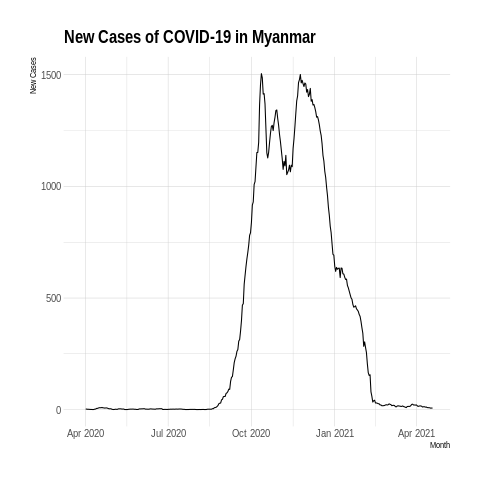 New Cases of COVID-19 in Myanmar
New Cases
1500
1000
500
0
Apr 2020 Jul 2020 Oct 2020 Jan 2021 Apr 2021
Month